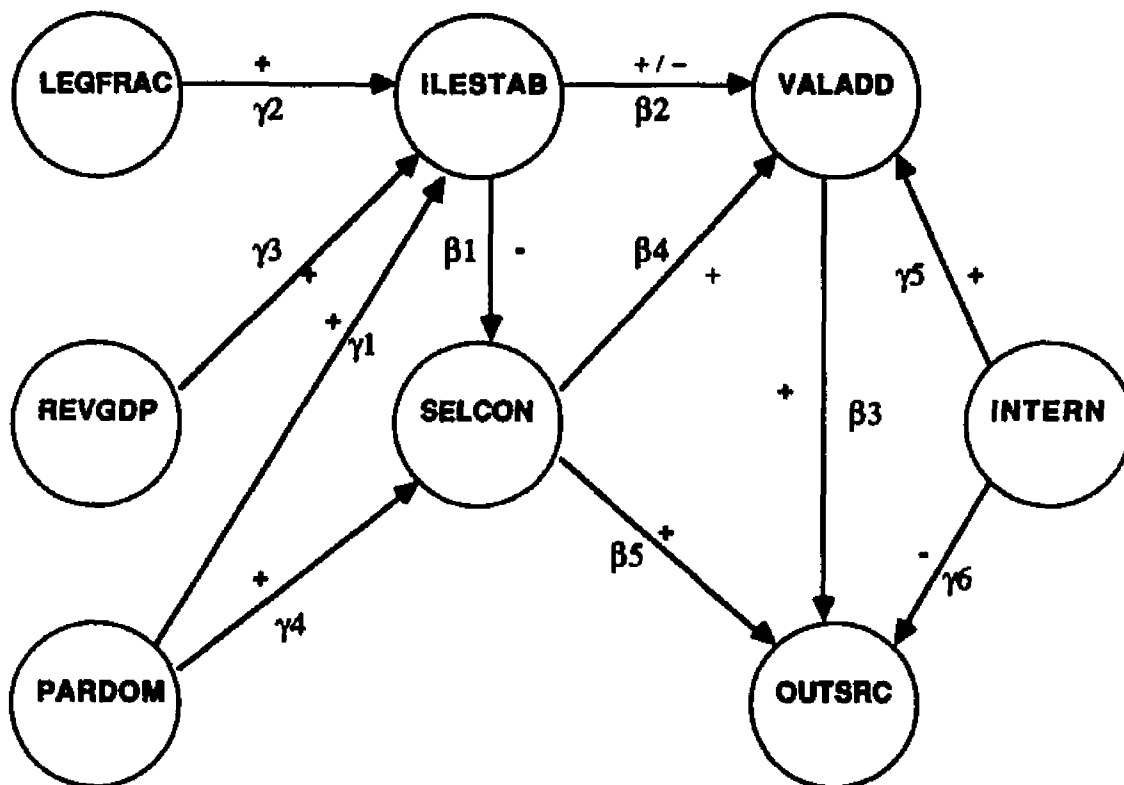 +
+ / −
LEGFRAC
ILESTAB
VALADD
γ2
β2
γ3
+
β1
-
β4
+
γ5
+
+
γ1
REVGDP
SELCON
+
β3
INTERN
β5
+
-
γ6
+
γ4
PARDOM
OUTSRC